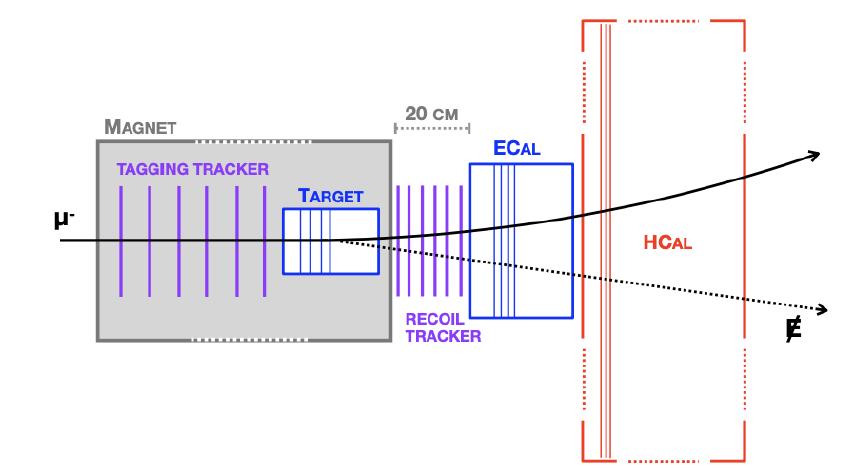 20 CM
MAGNET
ECAL
TAGGING TRACKER
TARGET
μ-
HCAL
RECOIL
TRACKER
E̸